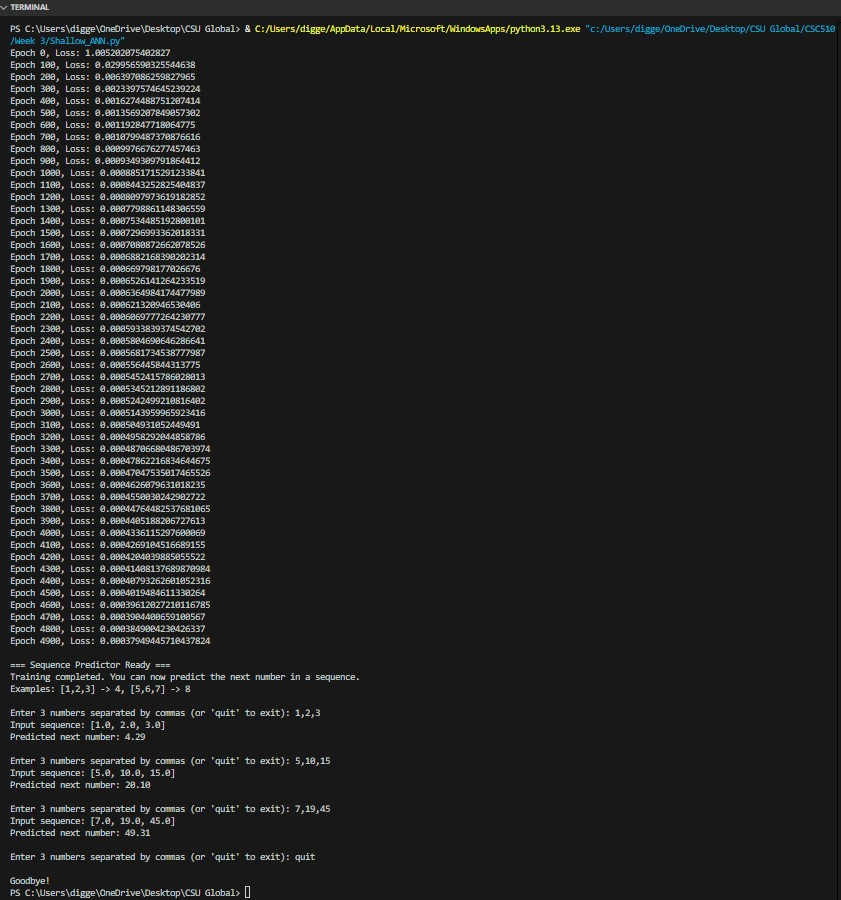 TERMINAL
PS C:\Users\digge\OneDrive\Desktop\CSU Global> & C:/Users/digge/AppData/Local/Microsoft/WindowsApps/python3.13.exe "c:/Users/digge/OneDrive/Desktop/CSU Global/CSC510
/Week 3/Shallow_ANN.py"
Epoch 0, Loss: 1.005202075402827
Epoch 100, Loss: 0.029956590325544638
Epoch 200, Loss: 0.006397086259827965
Epoch 300, Loss: 0.0023397574645239224
Epoch 400, Loss: 0.0016274488751207414
Epoch 500, Loss: 0.0013569207849057302
Epoch 600, Loss: 0.001192847718064775
Epoch 700, Loss: 0.0010799487370876616
Epoch 800, Loss: 0.0009976676277457463
Epoch 900, Loss: 0.0009349309791864412
Epoch 1000, Loss: 0.0008851715291233841
Epoch 1100, Loss: 0.0008443252825404837
Epoch 1200, Loss: 0.0008097973619182852
Epoch 1300, Loss: 0.0007798861148306559
Epoch 1400, Loss: 0.0007534485192800101
Epoch 1500, Loss: 0.0007296993362018331
Epoch 1600, Loss: 0.0007080872662078526
Epoch 1700, Loss: 0.0006882168390202314
Epoch 1800, Loss: 0.000669798177026676
Epoch 1900, Loss: 0.0006526141264233519
Epoch 2000, Loss: 0.0006364984174477989
Epoch 2100, Loss: 0.000621320946530406
Epoch 2200, Loss: 0.0006069777264230777
Epoch 2300, Loss: 0.0005933839374542702
Epoch 2400, Loss: 0.0005804690646286641
Epoch 2500, Loss: 0.0005681734538777987
Epoch 2600, Loss: 0.000556445844313775
Epoch 2700, Loss: 0.0005452415786028013
Epoch 2800, Loss: 0.0005345212891186802
Epoch 2900, Loss: 0.0005242499210816402
Epoch 3000, Loss: 0.0005143959965923416
Epoch 3100, Loss: 0.000504931052449491
Epoch 3200, Loss: 0.0004958292044858786
Epoch 3300, Loss: 0.00048706680486703974
Epoch 3400, Loss: 0.00047862216834644675
Epoch 3500, Loss: 0.00047047535017465526
Epoch 3600, Loss: 0.0004626079631018235
Epoch 3700, Loss: 0.0004550030242902722
Epoch 3800, Loss: 0.00044764482537681065
Epoch 3900, Loss: 0.0004405188206727613
Epoch 4000, Loss: 0.0004336115297600069
Epoch 4100, Loss: 0.0004269104516689155
Epoch 4200, Loss: 0.0004204039885055522
Epoch 4300, Loss: 0.00041408137689870984
Epoch 4400, Loss: 0.00040793262601052316
Epoch 4500, Loss: 0.0004019484611330264
Epoch 4600, Loss: 0.00039612027210116785
Epoch 4700, Loss: 0.0003904400659100567
Epoch 4800, Loss: 0.0003849004230426337
Epoch 4900, Loss: 0.00037949445710437824
=== Sequence Predictor Ready ===
Training completed. You can now predict the next number in a sequence.
Examples: [1,2,3] -> 4, [5,6,7] -> 8
Enter 3 numbers separated by commas (or 'quit' to exit): 1,2,3
Input sequence: [1.0, 2.0, 3.0]
Predicted next number: 4.29
Enter 3 numbers separated by commas (or 'quit' to exit): 5,10,15
Input sequence: [5.0, 10.0, 15.0]
Predicted next number: 20.10
Enter 3 numbers separated by commas (or 'quit' to exit): 7,19,45
Input sequence: [7.0, 19.0, 45.0]
Predicted next number: 49.31
Enter 3 numbers separated by commas (or 'quit' to exit): quit
Goodbye!
PS C:\Users\digge\OneDrive\Desktop\CSU Global>